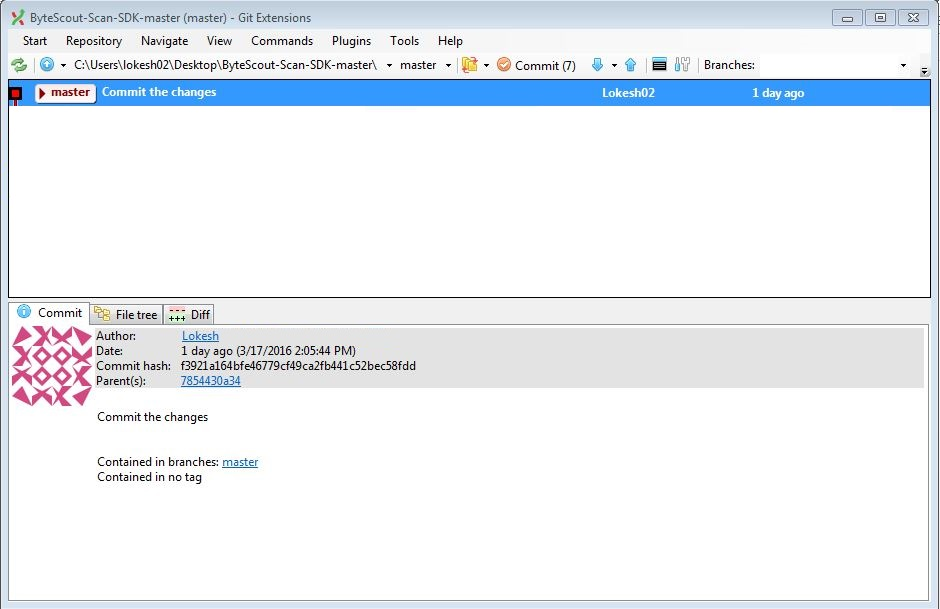 ByteScout-Scan-SDK-master (master) - Git Extensions
Start Repository Navigate View Commands Plugins Tools Help
C:\Users\lokesh02\Desktop\ByteScout-Scan-SDK-master\ master Commit (7) Branches:
master Commit the changes Lokesh02 1 day ago
Commit File tree Diff
Author: Lokesh
Date: 1 day ago (3/17/2016 2:05:44 PM)
Commit hash: f3921a164bfe46779cf49ca2fb441c52bec58fdd
Parent(s): 7854430a34
Commit the changes
Contained in branches: master
Contained in no tag